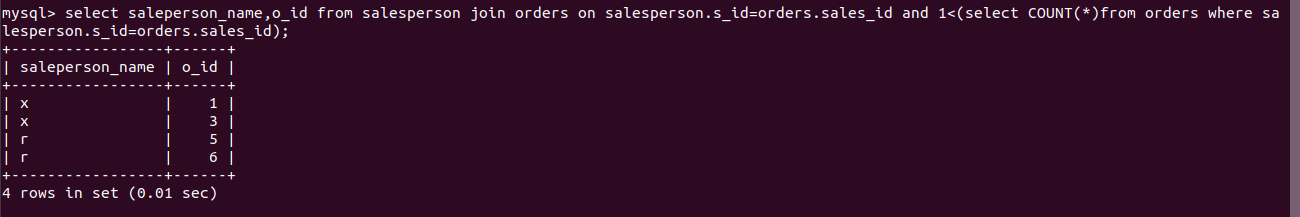 mysql> select saleperson_name,o_id from salesperson join orders on salesperson.s_id=orders.sales_id and 1<(select COUNT(*)from orders where sa
lesperson.s_id=orders.sales_id);
+-----------------+------+
| saleperson_name | o_id |
+-----------------+------+
| x               |    1 |
| x               |    3 |
| r               |    5 |
| r               |    6 |
+-----------------+------+
4 rows in set (0.01 sec)